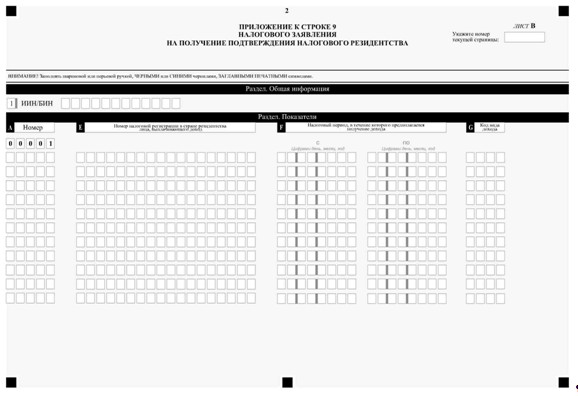 2
ПРИЛОЖЕНИЕ К СТРОКЕ 9
НАЛОГОВОГО ЗАЯВЛЕНИЯ
НА ПОЛУЧЕНИЕ ПОДТВЕРЖДЕНИЯ НАЛОГОВОГО РЕЗИДЕНТСТВА
ЛИСТ B
Укажите номер
текущей страницы:
ВНИМАНИЕ! Заполнять шариковой или перьевой ручкой, ЧЕРНЫМИ или СИНИМИ чернилами, ЗАГЛАВНЫМИ ПЕЧАТНЫМИ символами.
Раздел. Общая информация
1 ИИН/БИН
Раздел. Показатели
A Номер
E Номер налоговой регистрации в стране резидентства
лица, выплачивающего доход
F Налоговый период, в течение которого предполагается
получение дохода
G Код вида
дохода
0 0 0 0 1
с
(цифрами день, месяц, год)
по
(цифрами день, месяц, год)